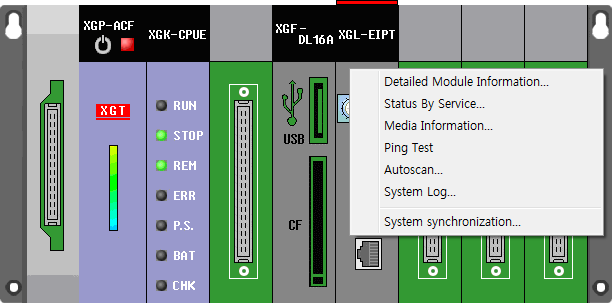 XGP-ACF
XGK-CPUE
XGF-
DL16A
XGL-EIPT
XGT
RUN
STOP
REM
ERR
P.S.
BAT
CHK
USB
CF
Detailed Module Information...
Status By Service...
Media Information...
Ping Test
Autoscan...
System Log...
System synchronization...